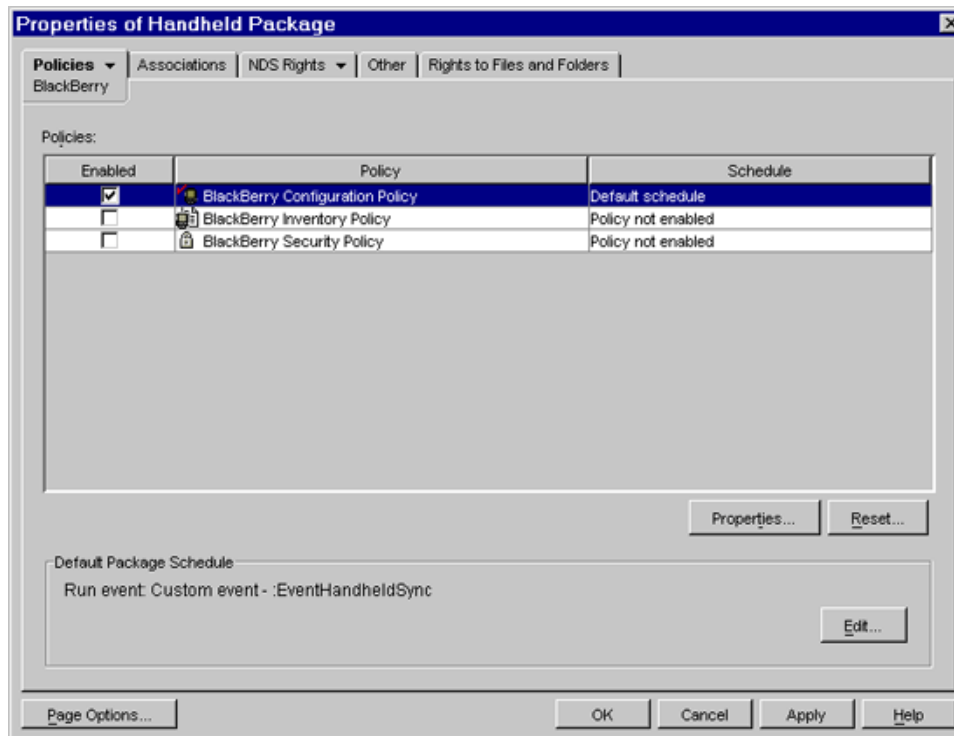 Properties of Handheld Package
Policies Associations NDS Rights Other Rights to Files and Folders
BlackBerry
Policies:
Enabled Policy Schedule
BlackBerry Configuration Policy Default schedule
BlackBerry Inventory Policy Policy not enabled
BlackBerry Security Policy Policy not enabled
Properties... Reset...
Default Package Schedule
Run event: Custom event - :EventHandheldSync
Edit...
Page Options... OK Cancel Apply Help